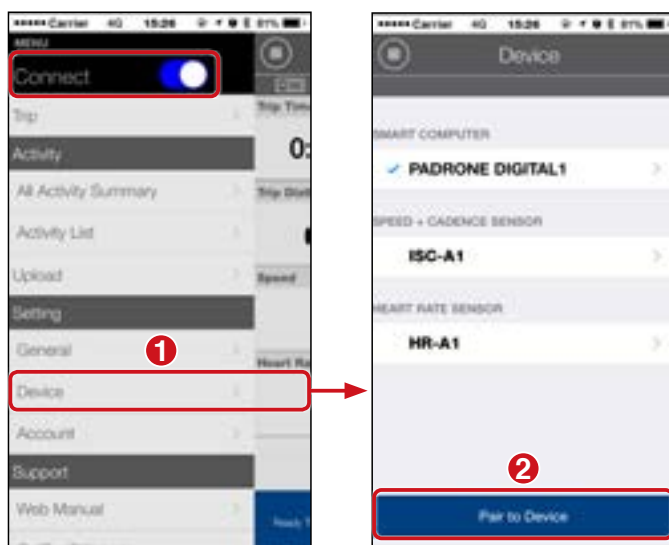 Carrier 4G 15:26 81%
MENU
Connect
Trip
Activity
All Activity Summary
Activity List
Upload
Setting
General
1
Device
Account
Support
Web Manual
Trip Time
0:
Trip Dist
Speed
Heart Ra
Carrier 4G 15:26 81%
Device
SMART COMPUTER
PADRONE DIGITAL1
SPEED + CADENCE SENSOR
ISC-A1
HEART RATE SENSOR
HR-A1
2
Pair to Device